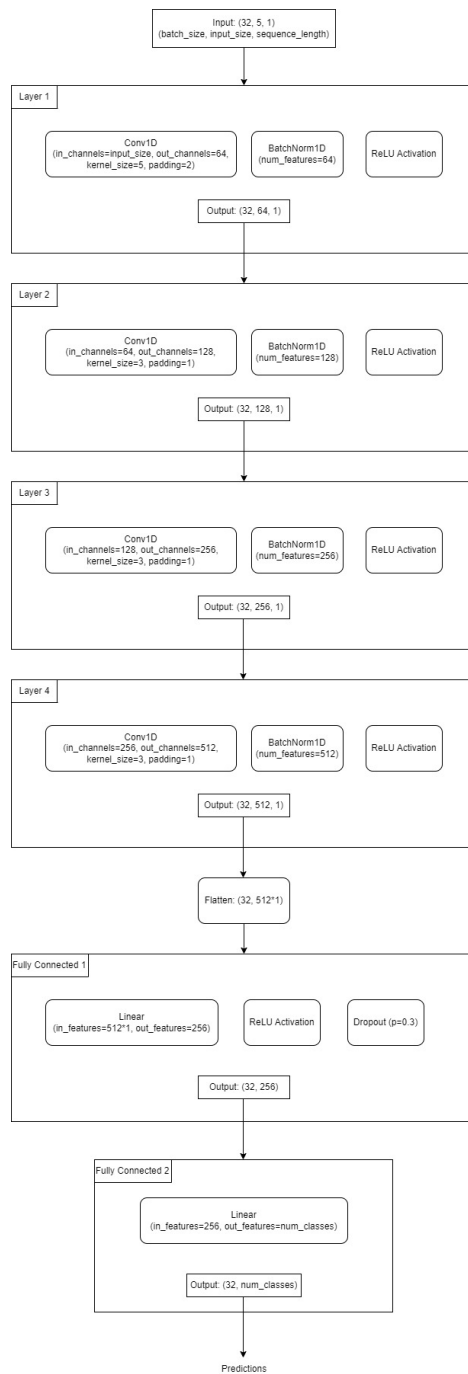 Input: (32, 5, 1)
(batch_size, input_size, sequence_length)
Layer 1
Conv1D
(in_channels=input_size, out_channels=64,
kernel_size=5, padding=2)
BatchNorm1D
(num_features=64)
ReLU Activation
Output: (32, 64, 1)
Layer 2
Conv1D
(in_channels=64, out_channels=128,
kernel_size=3, padding=1)
BatchNorm1D
(num_features=128)
ReLU Activation
Output: (32, 128, 1)
Layer 3
Conv1D
(in_channels=128, out_channels=256,
kernel_size=3, padding=1)
BatchNorm1D
(num_features=256)
ReLU Activation
Output: (32, 256, 1)
Layer 4
Conv1D
(in_channels=256, out_channels=512,
kernel_size=3, padding=1)
BatchNorm1D
(num_features=512)
ReLU Activation
Output: (32, 512, 1)
Flatten: (32, 512*1)
Fully Connected 1
Linear
(in_features=512*1, out_features=256)
ReLU Activation
Dropout (p=0.3)
Output: (32, 256)
Fully Connected 2
Linear
(in_features=256, out_features=num_classes)
Output: (32, num_classes)
Predictions